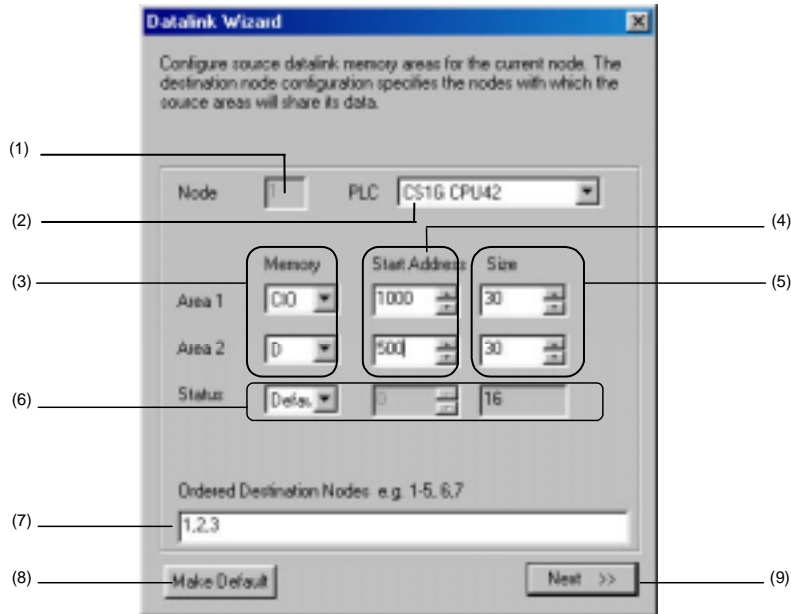 Datalink Wizard
Configure source datalink memory areas for the current node. The
destination node configuration specifies the nodes with which the
source areas will share its data.
(1)
Node 1 PLC CS1G CPU42
(2)
(4)
Memory Start Address Size
(3)
(5)
Area 1 CIO 1000 30
Area 2 D 500 30
(6)
Status Defau 0 16
Ordered Destination Nodes e.g. 1-5, 6,7
(7)
1,2,3
(8)
Make Default Next >>
(9)